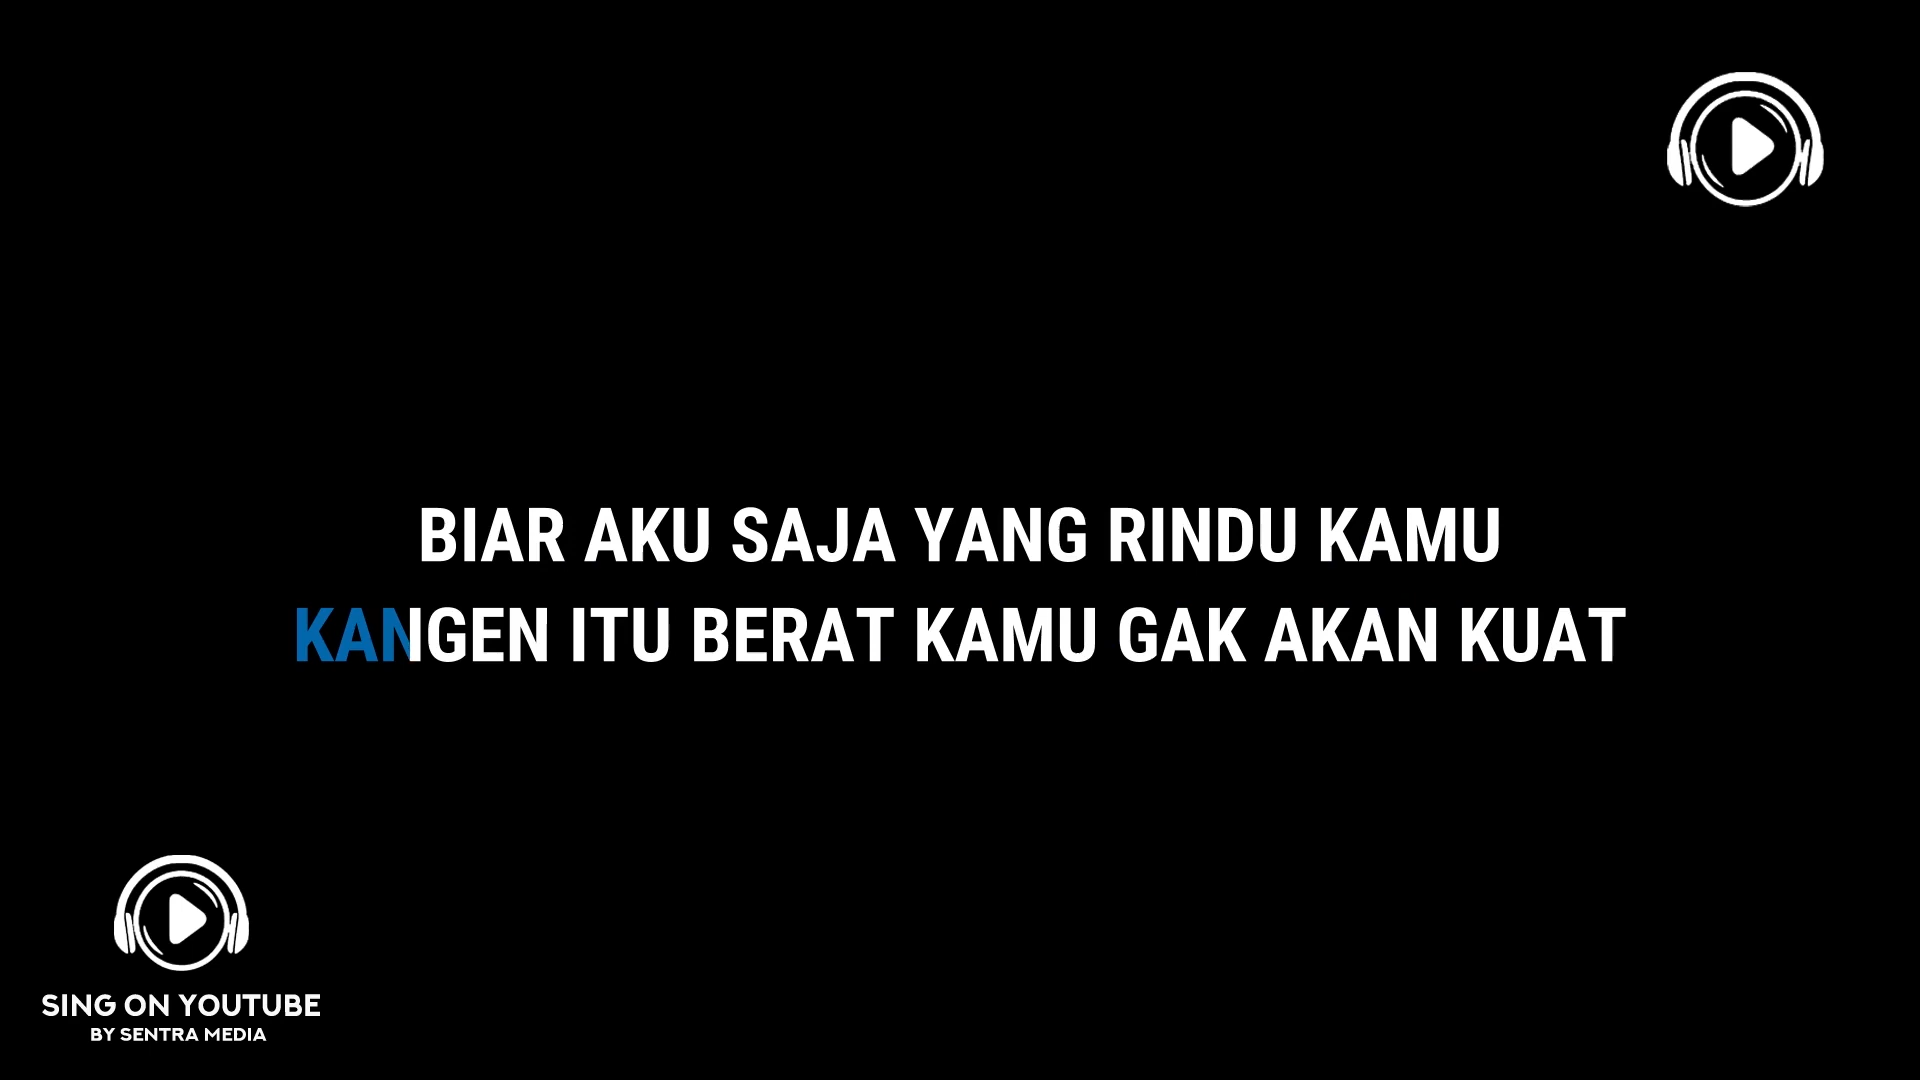 BIAR AKU SAJA YANG RINDU KAMU
KANGEN ITU BERAT KAMU GAK AKAN KUAT
SING ON YOUTUBE
BY SENTRA MEDIA